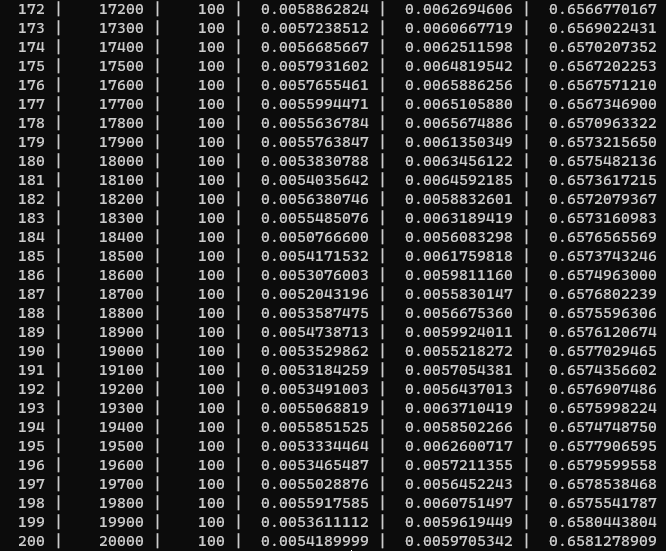 172 | 17200 | 100 | 0.0058862824 | 0.0062694606 | 0.6566770167
173 | 17300 | 100 | 0.0057238512 | 0.0060667719 | 0.6569022431
174 | 17400 | 100 | 0.0056685667 | 0.0062511598 | 0.6570207352
175 | 17500 | 100 | 0.0057931602 | 0.0064819542 | 0.6567202253
176 | 17600 | 100 | 0.0057655461 | 0.0065886256 | 0.6567571210
177 | 17700 | 100 | 0.0055994471 | 0.0065105880 | 0.6567346900
178 | 17800 | 100 | 0.0055636784 | 0.0065674886 | 0.6570963322
179 | 17900 | 100 | 0.0055763847 | 0.0061350349 | 0.6573215650
180 | 18000 | 100 | 0.0053830788 | 0.0063456122 | 0.6575482136
181 | 18100 | 100 | 0.0054035642 | 0.0064592185 | 0.6573617215
182 | 18200 | 100 | 0.0056380746 | 0.0058832601 | 0.6572079367
183 | 18300 | 100 | 0.0055485076 | 0.0063189419 | 0.6573160983
184 | 18400 | 100 | 0.0050766600 | 0.0056083298 | 0.6576565569
185 | 18500 | 100 | 0.0054171532 | 0.0061759818 | 0.6573743246
186 | 18600 | 100 | 0.0053076003 | 0.0059811160 | 0.6574963000
187 | 18700 | 100 | 0.0052043196 | 0.0055830147 | 0.6576802239
188 | 18800 | 100 | 0.0053587475 | 0.0056675360 | 0.6575596306
189 | 18900 | 100 | 0.0054738713 | 0.0059924011 | 0.6576120674
190 | 19000 | 100 | 0.0053529862 | 0.0055218272 | 0.6577029465
191 | 19100 | 100 | 0.0053184259 | 0.0057054381 | 0.6574356602
192 | 19200 | 100 | 0.0053491003 | 0.0056437013 | 0.6576907486
193 | 19300 | 100 | 0.0055068819 | 0.0063710419 | 0.6575998224
194 | 19400 | 100 | 0.0055851525 | 0.0058502266 | 0.6574748750
195 | 19500 | 100 | 0.0053334464 | 0.0062600717 | 0.6577906595
196 | 19600 | 100 | 0.0053465487 | 0.0057211355 | 0.6579599558
197 | 19700 | 100 | 0.0055028876 | 0.0056452243 | 0.6578538468
198 | 19800 | 100 | 0.0055917585 | 0.0060751497 | 0.6575541787
199 | 19900 | 100 | 0.0053611112 | 0.0059619449 | 0.6580443804
200 | 20000 | 100 | 0.0054189999 | 0.0059705342 | 0.6581278909